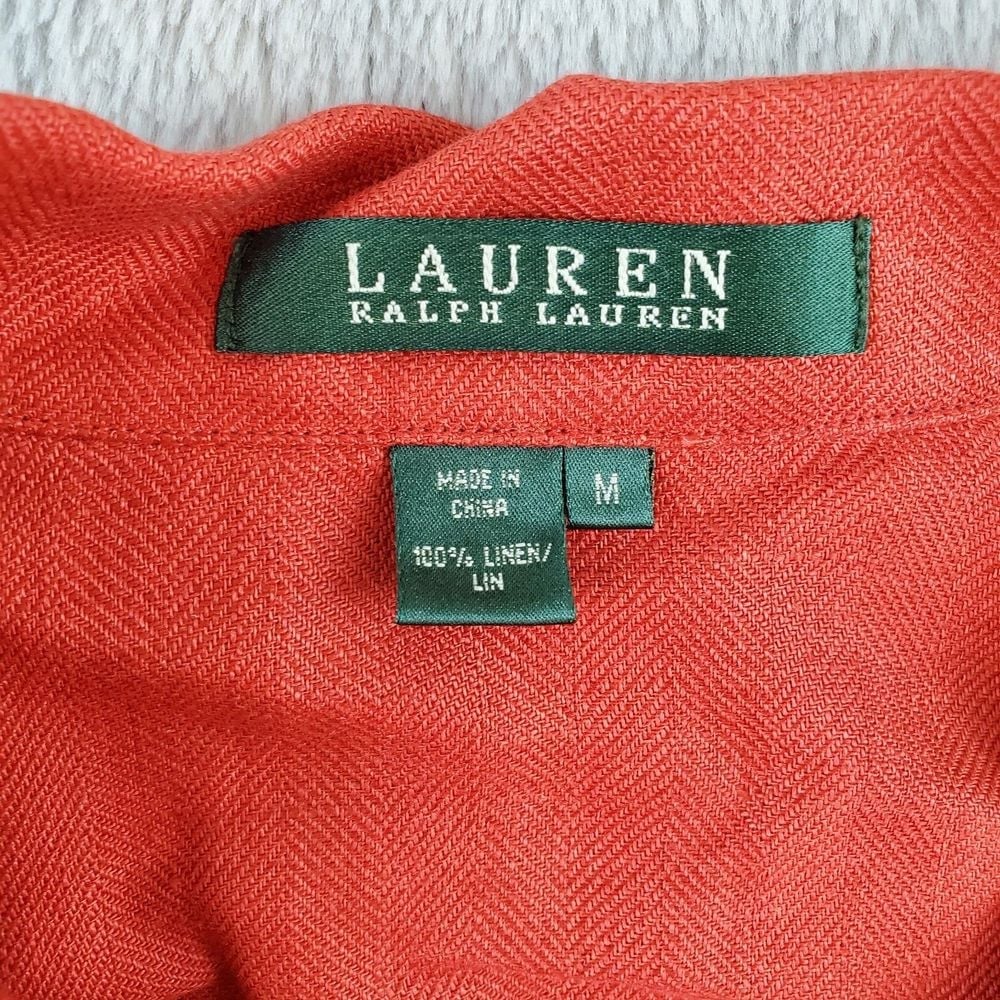 LAUREN
RALPH LAUREN
MADE IN
CHINA
100% LINEN/
LIN
M